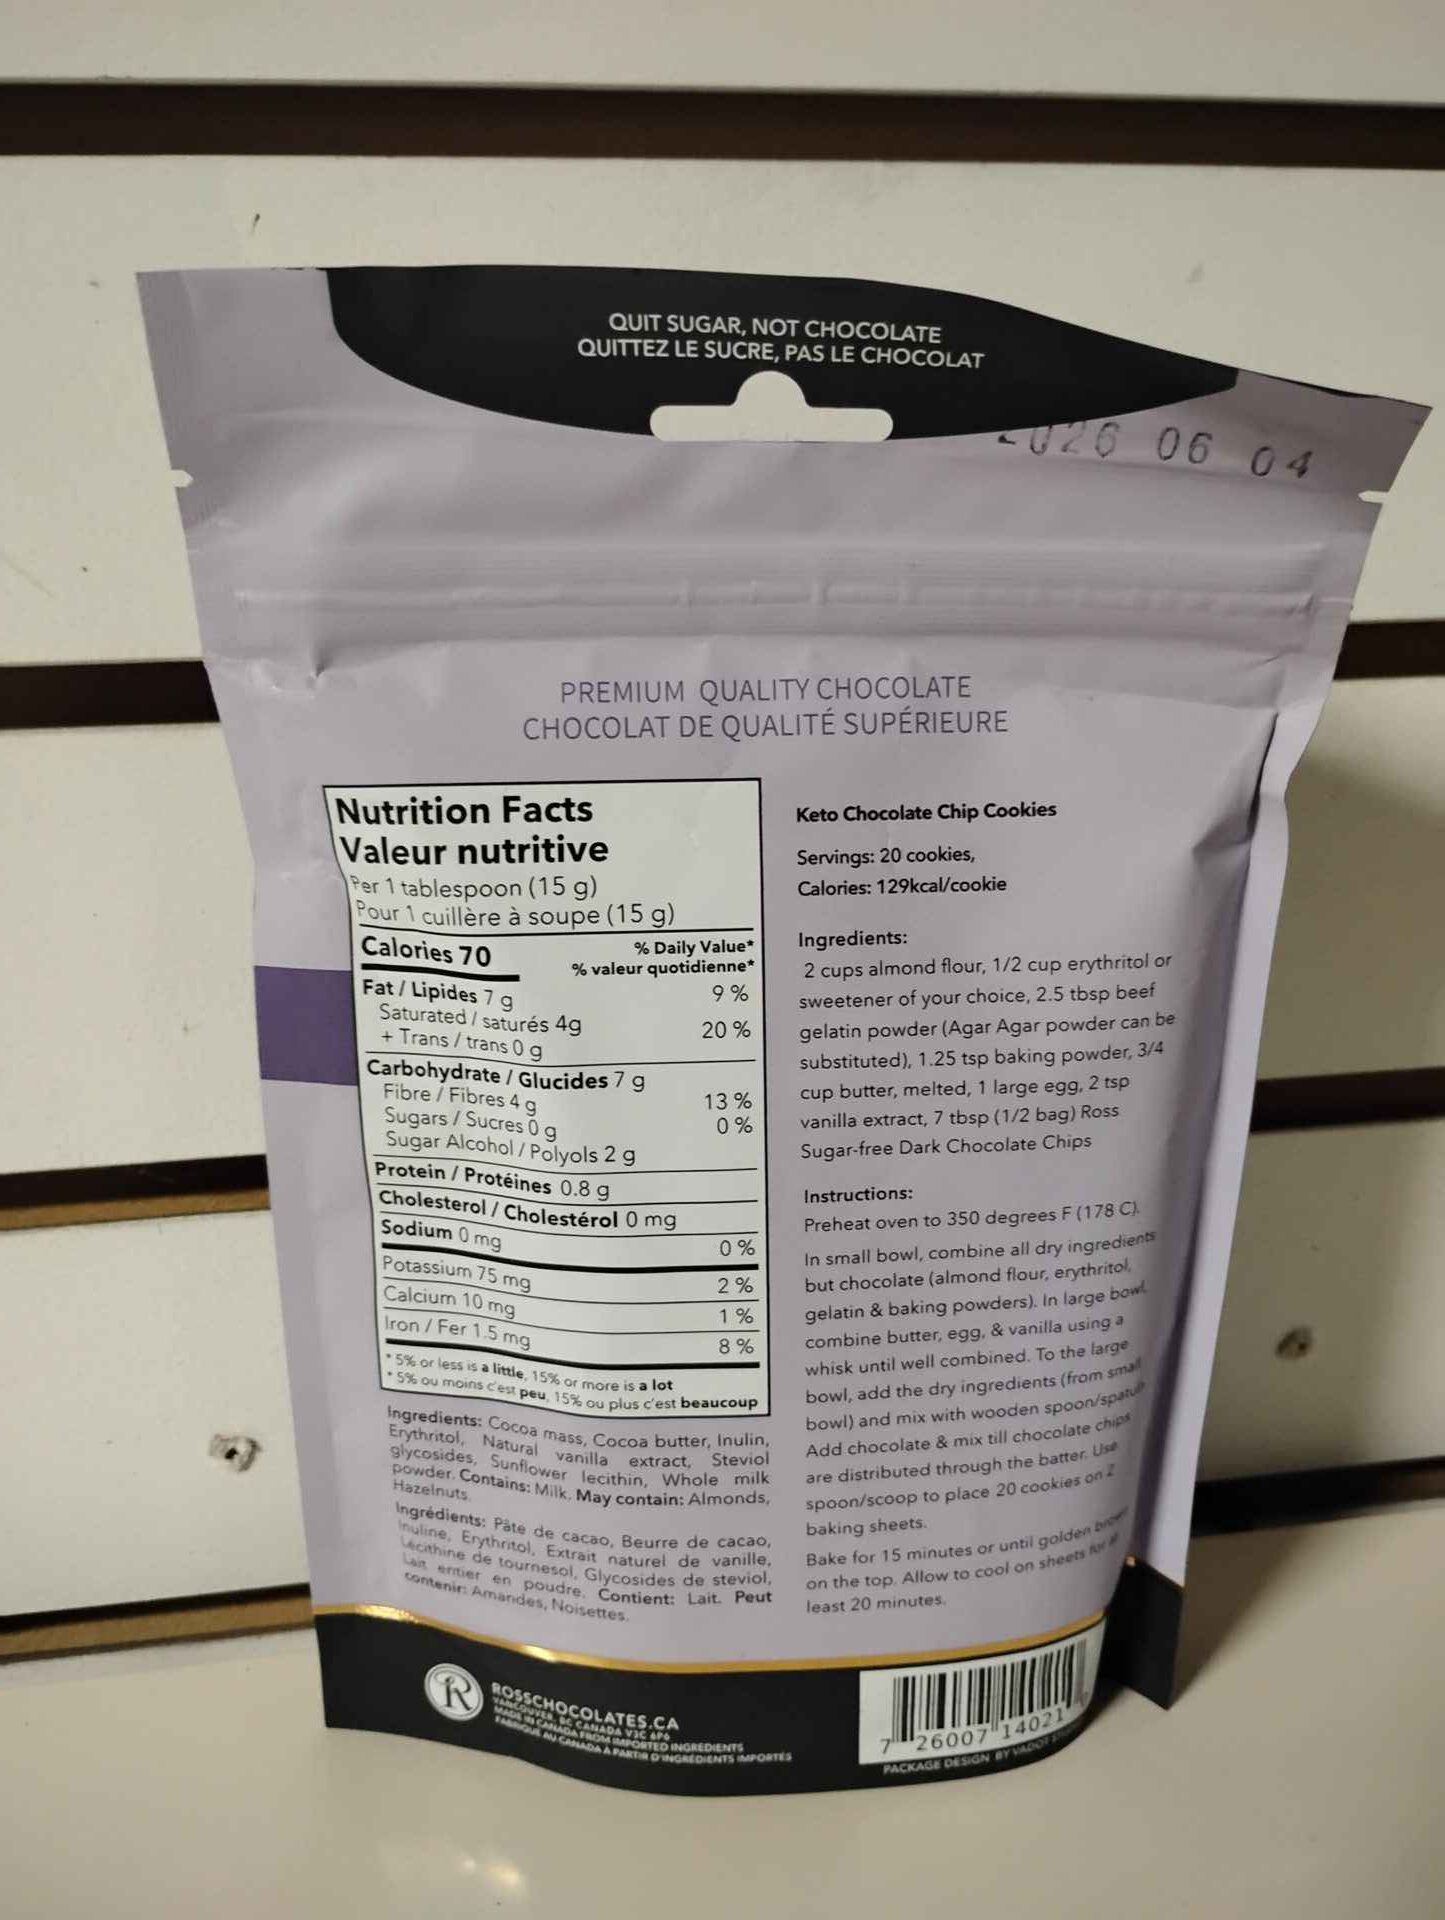 QUIT SUGAR, NOT CHOCOLATE
QUITTEZ LE SUCRE, PAS LE CHOCOLAT
2026 06 04
PREMIUM QUALITY CHOCOLATE
CHOCOLAT DE QUALITÉ SUPÉRIEURE
Nutrition Facts
Valeur nutritive
Per 1 tablespoon (15 g)
Pour 1 cuillère à soupe (15 g)
Calories 70
% Daily Value*
% valeur quotidienne*
Fat / Lipides 7 g 9 %
Saturated / saturés 4g
+ Trans / trans 0 g 20 %
Carbohydrate / Glucides 7 g
Fibre / Fibres 4 g 13 %
Sugars / Sucres 0 g 0 %
Sugar Alcohol / Polyols 2 g
Protein / Protéines 0.8 g
Cholesterol / Cholestérol 0 mg
Sodium 0 mg 0 %
Potassium 75 mg 2 %
Calcium 10 mg 1 %
Iron / Fer 1.5 mg 8 %
* 5% or less is a little, 15% or more is a lot
* 5% ou moins c'est peu, 15% ou plus c'est beaucoup
Ingredients: Cocoa mass, Cocoa butter, Inulin,
Erythritol, Natural vanilla extract, Steviol
glycosides, Sunflower lecithin, Whole milk
powder. Contains: Milk. May contain: Almonds,
Hazelnuts.
Ingrédients: Pâte de cacao, Beurre de cacao,
Inuline, Erythritol, Extrait naturel de vanille,
Lécithine de tournesol, Glycosides de steviol,
Lait entier en poudre. Contient: Lait. Peut
contenir: Amandes, Noisettes.
Keto Chocolate Chip Cookies
Servings: 20 cookies,
Calories: 129kcal/cookie
Ingredients:
2 cups almond flour, 1/2 cup erythritol or
sweetener of your choice, 2.5 tbsp beef
gelatin powder (Agar Agar powder can be
substituted), 1.25 tsp baking powder, 3/4
cup butter, melted, 1 large egg, 2 tsp
vanilla extract, 7 tbsp (1/2 bag) Ross
Sugar-free Dark Chocolate Chips
Instructions:
Preheat oven to 350 degrees F (178 C).
In small bowl, combine all dry ingredients
but chocolate (almond flour, erythritol,
gelatin & baking powders). In large bowl,
combine butter, egg, & vanilla using a
whisk until well combined. To the large
bowl, add the dry ingredients (from small
bowl) and mix with wooden spoon/spatul
Add chocolate & mix till chocolate chips
are distributed through the batter. Use
spoon/scoop to place 20 cookies on 2
baking sheets.
Bake for 15 minutes or until golden brown
on the top. Allow to cool on sheets for at
least 20 minutes.
R
ROSSCHOCOLATES.CA
VANCOUVER, BC CANADA V3C 6P6
MADE IN CANADA FROM IMPORTED INGREDIENTS
FABRIQUÉ AU CANADA À PARTIR D'INGRÉDIENTS IMPORTÉS
7 26007 14021
PACKAGE DESIGN BY VADOT